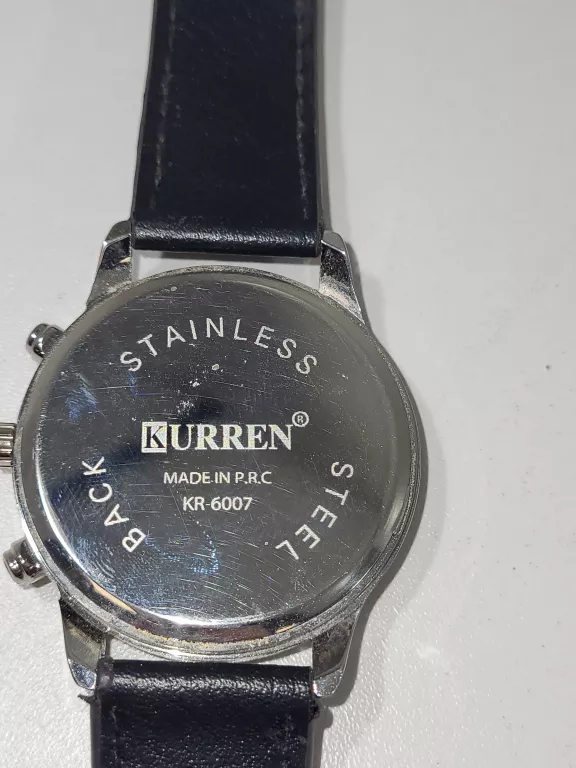 STAINLESS
KURREN®
MADE IN P.R.C
KR-6007
STEEL
BACK